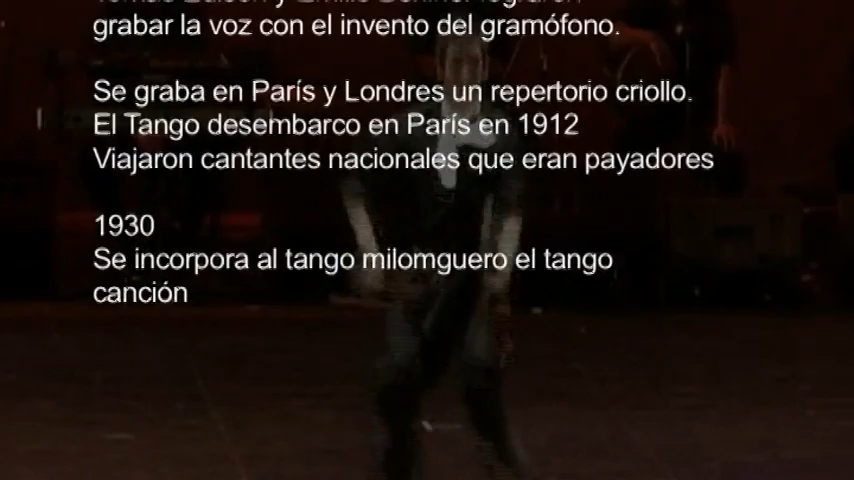 grabar la voz con el invento del gramófono.
Se graba en París y Londres un repertorio criollo.
El Tango desembarco en París en 1912
Viajaron cantantes nacionales que eran payadores
1930
Se incorpora al tango milomguero el tango
canción